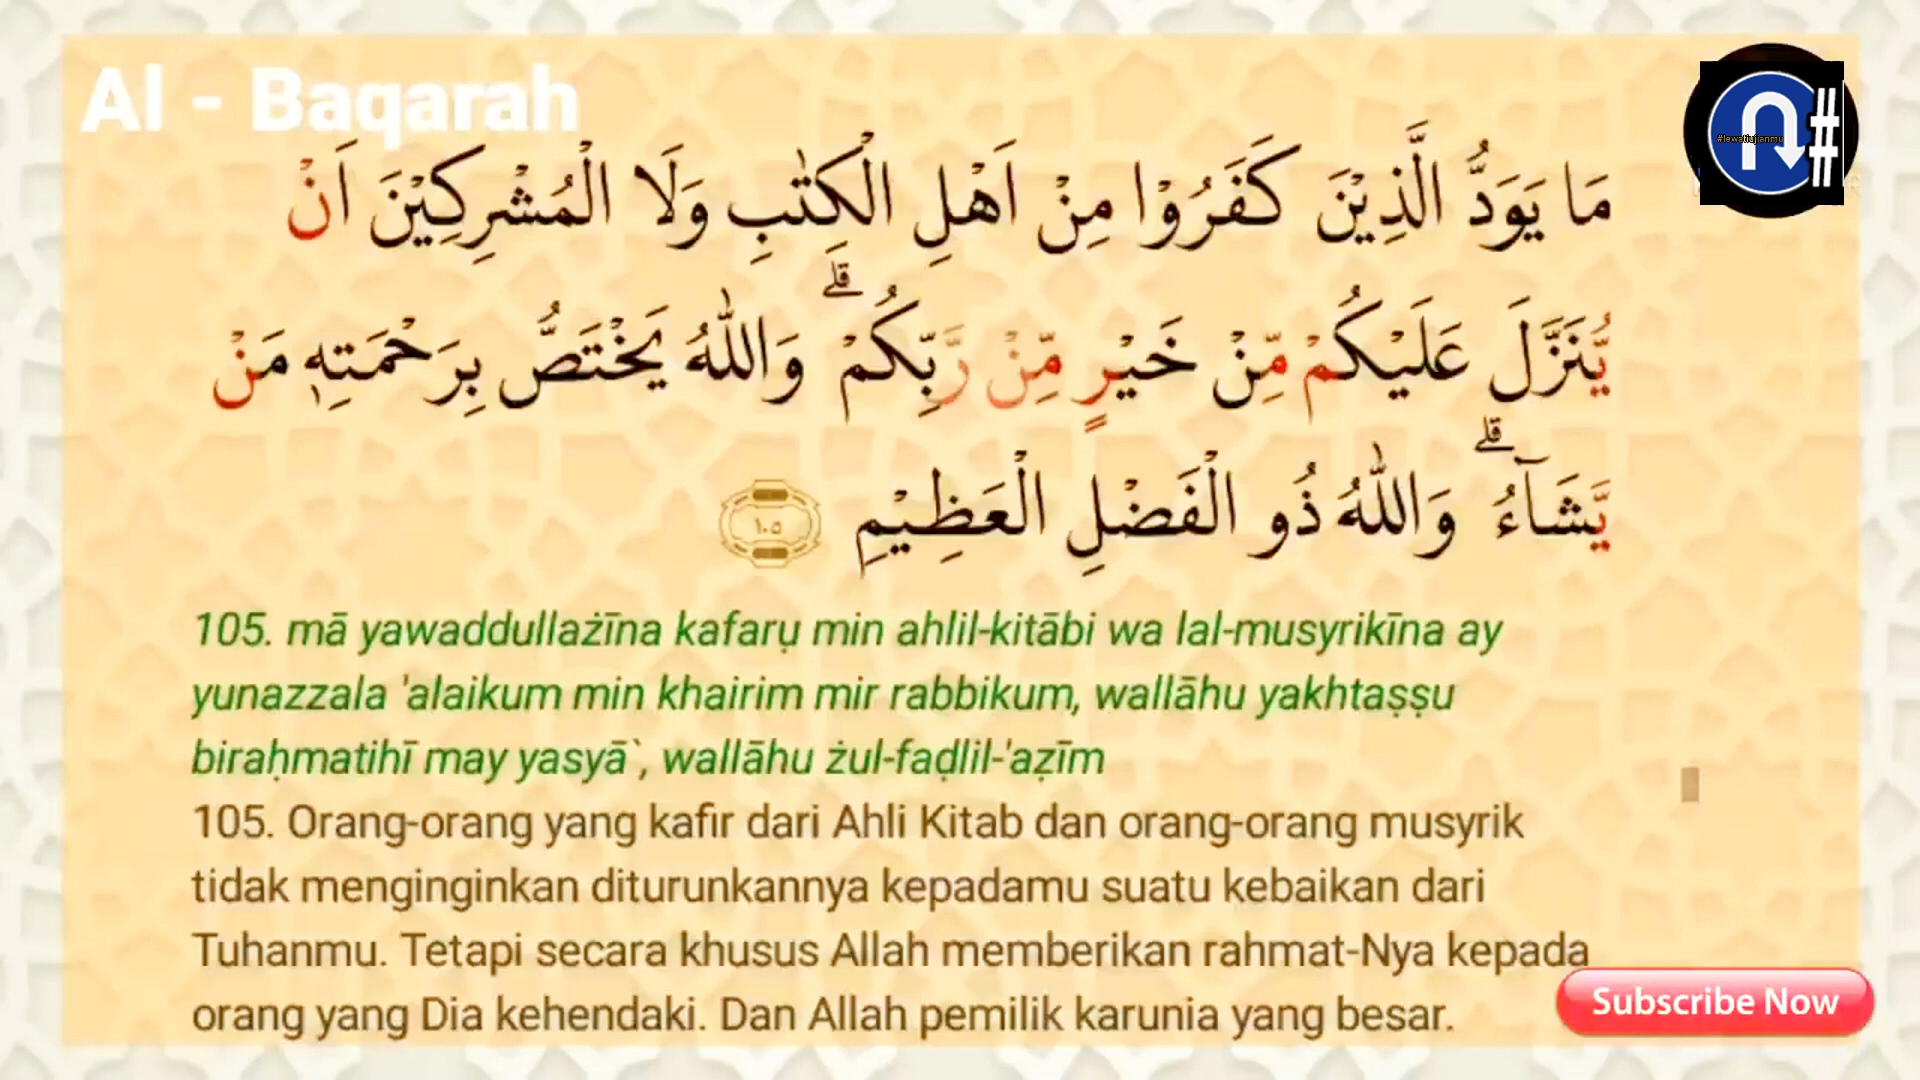 Al - Baqarah
#lewatiujianmu
#
مَا يَوَدُّ الَّذِيْنَ كَفَرُوْا مِنْ اَهْلِ الْكِتٰبِ وَلَا الْمُشْرِكِيْنَ اَنْ
يُّنَزَّلَ عَلَيْكُمْ مِّنْ خَيْرٍ مِّنْ رَّبِّكُمْ ۗ وَاللّٰهُ يَخْتَصُّ بِرَحْمَتِهٖ مَنْ
يَّشَاۤءُ ۗ وَاللّٰهُ ذُو الْفَضْلِ الْعَظِيْمِ ١٠٥
105. mā yawaddullażīna kafarụ min ahlil-kitābi wa lal-musyrikīna ay
yunazzala 'alaikum min khairim mir rabbikum, wallāhu yakhtaṣṣu
biraḥmatihī may yasyā`, wallāhu żul-faḍlil-'aẓīm
105. Orang-orang yang kafir dari Ahli Kitab dan orang-orang musyrik
tidak menginginkan diturunkannya kepadamu suatu kebaikan dari
Tuhanmu. Tetapi secara khusus Allah memberikan rahmat-Nya kepada
orang yang Dia kehendaki. Dan Allah pemilik karunia yang besar.
Subscribe Now